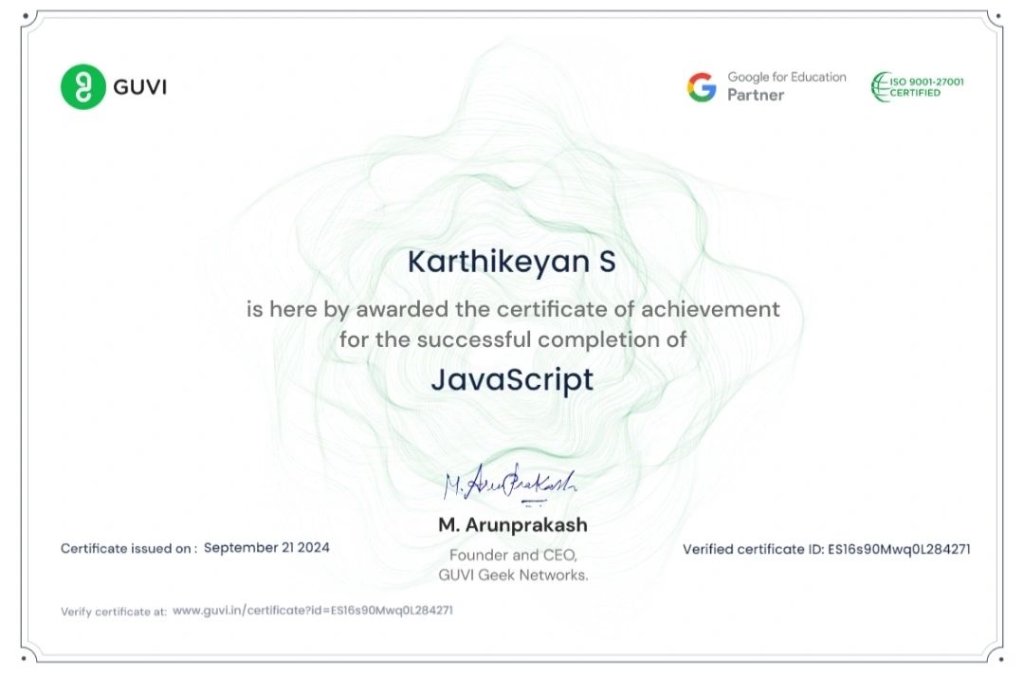 GUVI
Google for Education
Partner
ISO 9001-27001
CERTIFIED
Karthikeyan S
is here by awarded the certificate of achievement
for the successful completion of
JavaScript
M. Arunprakash
M. Arunprakash
Founder and CEO,
GUVI Geek Networks.
Certificate issued on : September 21 2024
Verified certificate ID: ES16s90Mwq0L284271
Verify certificate at: www.guvi.in/certificate?id=ES16s90Mwq0L284271